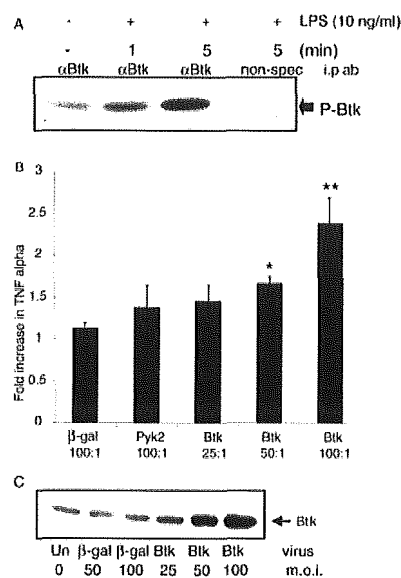 A - + + + LPS (10 ng/ml)
- 1 5 5 (min)
αBtk αBtk αBtk non-spec i.p ab
P-Btk
B
Fold increase in TNF alpha
3
2.5
2
1.5
1
0.5
0
* **
β-gal Pyk2 Btk Btk Btk
100:1 100:1 25:1 50:1 100:1
C
Btk
Un β-gal β-gal Btk Btk Btk virus
0 50 100 25 50 100 m.o.i.